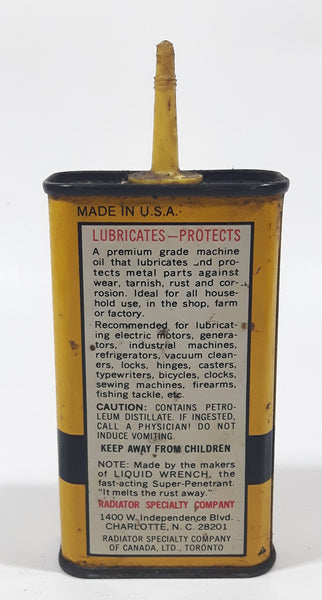 MADE IN U.S.A.
LUBRICATES—PROTECTS
A premium grade machine
oil that lubricates and pro-
tects metal parts against
wear, tarnish, rust and cor-
rosion. Ideal for all house-
hold use, in the shop, farm
or factory.
Recommended for lubricat-
ing electric motors, genera-
tors, industrial machines,
refrigerators, vacuum clean-
ers, locks, hinges, casters,
typewriters, bicycles, clocks,
sewing machines, firearms,
fishing tackle, etc.
CAUTION: CONTAINS PETRO-
LEUM DISTILLATE. IF INGESTED,
CALL A PHYSICIAN! DO NOT
INDUCE VOMITING.
KEEP AWAY FROM CHILDREN
NOTE: Made by the makers
of LIQUID WRENCH, the
fast-acting Super-Penetrant.
"It melts the rust away."
RADIATOR SPECIALTY COMPANY
1400 W. Independence Blvd.
CHARLOTTE, N. C. 28201
RADIATOR SPECIALTY COMPANY
OF CANADA, LTD., TORONTO